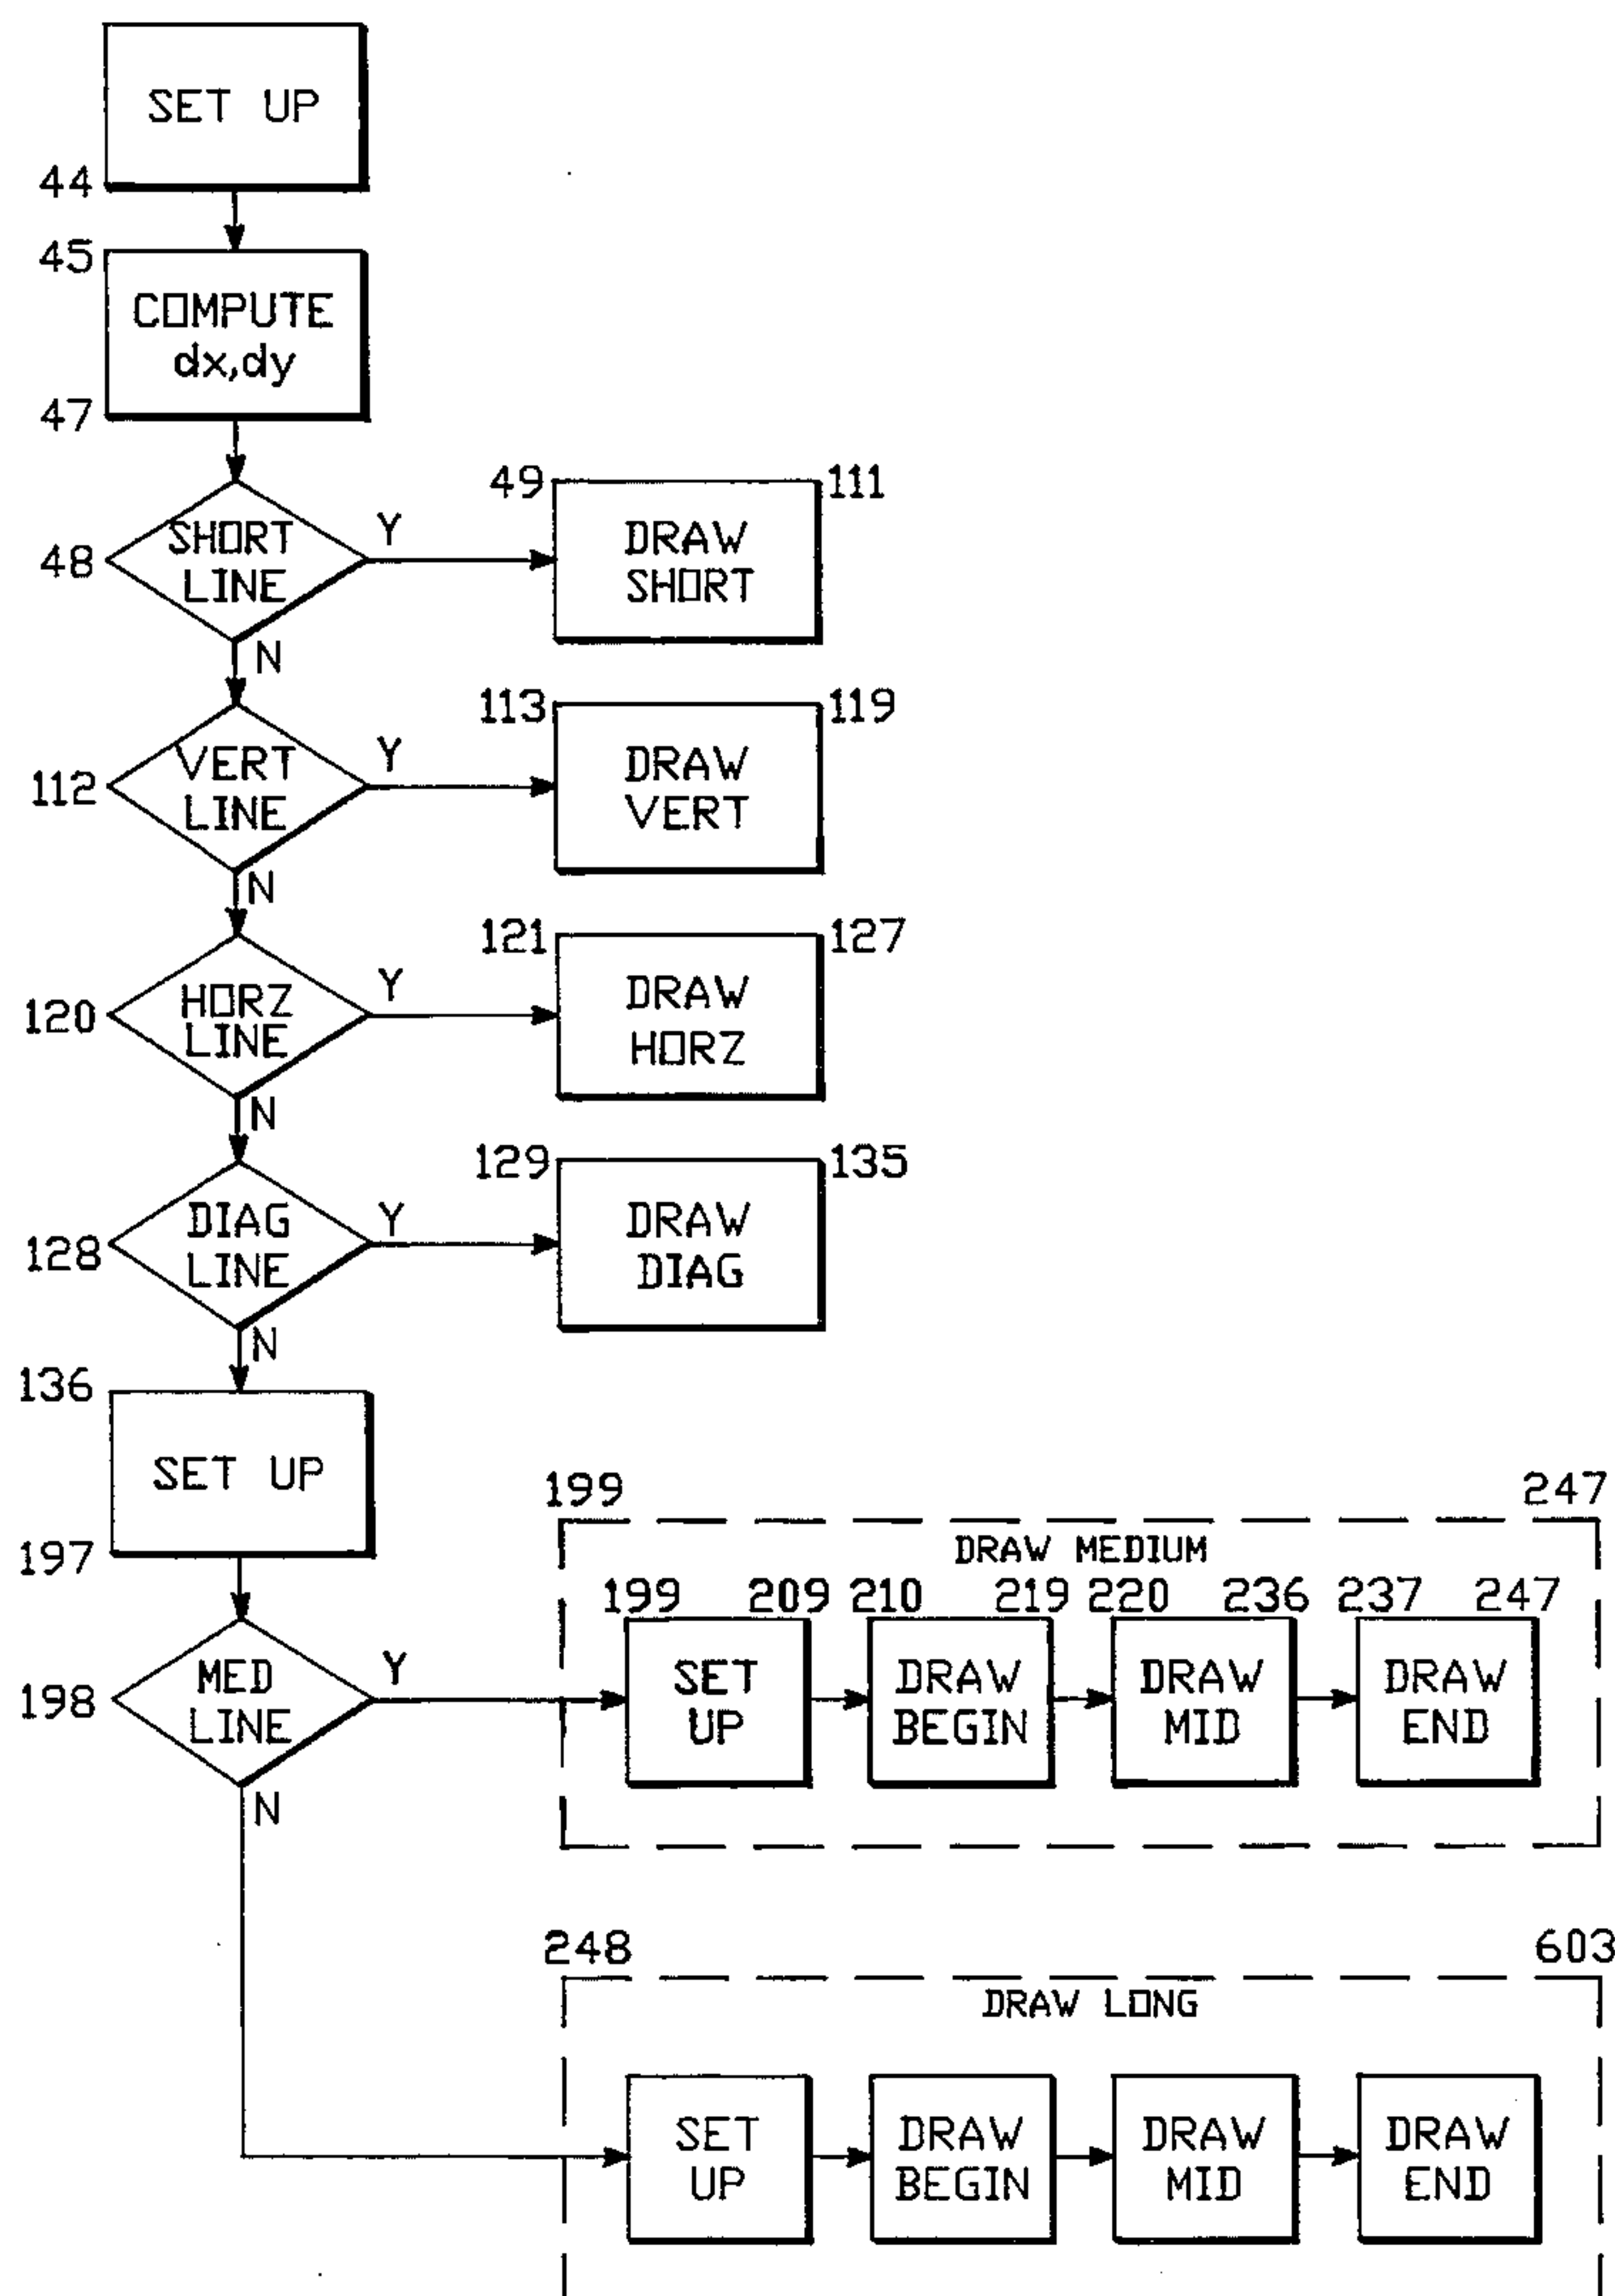 SET UP
44
45
COMPUTE
dx,dy
47
48
SHORT
LINE
Y
N
49
111
DRAW
SHORT
112
VERT
LINE
Y
N
113
119
DRAW
VERT
120
HORZ
LINE
Y
N
121
127
DRAW
HORZ
128
DIAG
LINE
Y
N
129
135
DRAW
DIAG
136
SET UP
197
198
MED
LINE
Y
N
199
247
DRAW MEDIUM
199
209
SET
UP
210
219
DRAW
BEGIN
220
236
DRAW
MID
237
247
DRAW
END
248
603
DRAW LONG
SET
UP
DRAW
BEGIN
DRAW
MID
DRAW
END